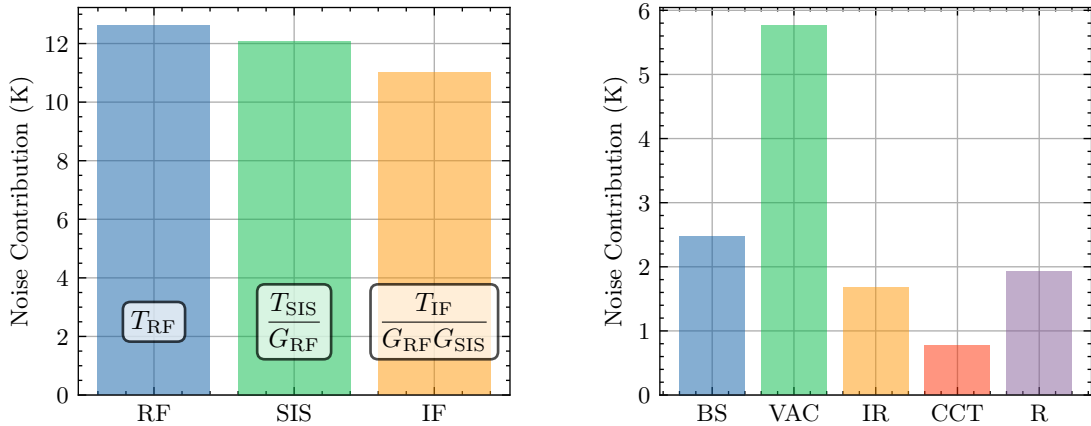 Noise Contribution (K)
12
10
8
6
4
2
0
T_RF
T_SIS
G_RF
T_IF
G_RF G_SIS
RF SIS IF
Noise Contribution (K)
6
5
4
3
2
1
0
BS VAC IR CCT R